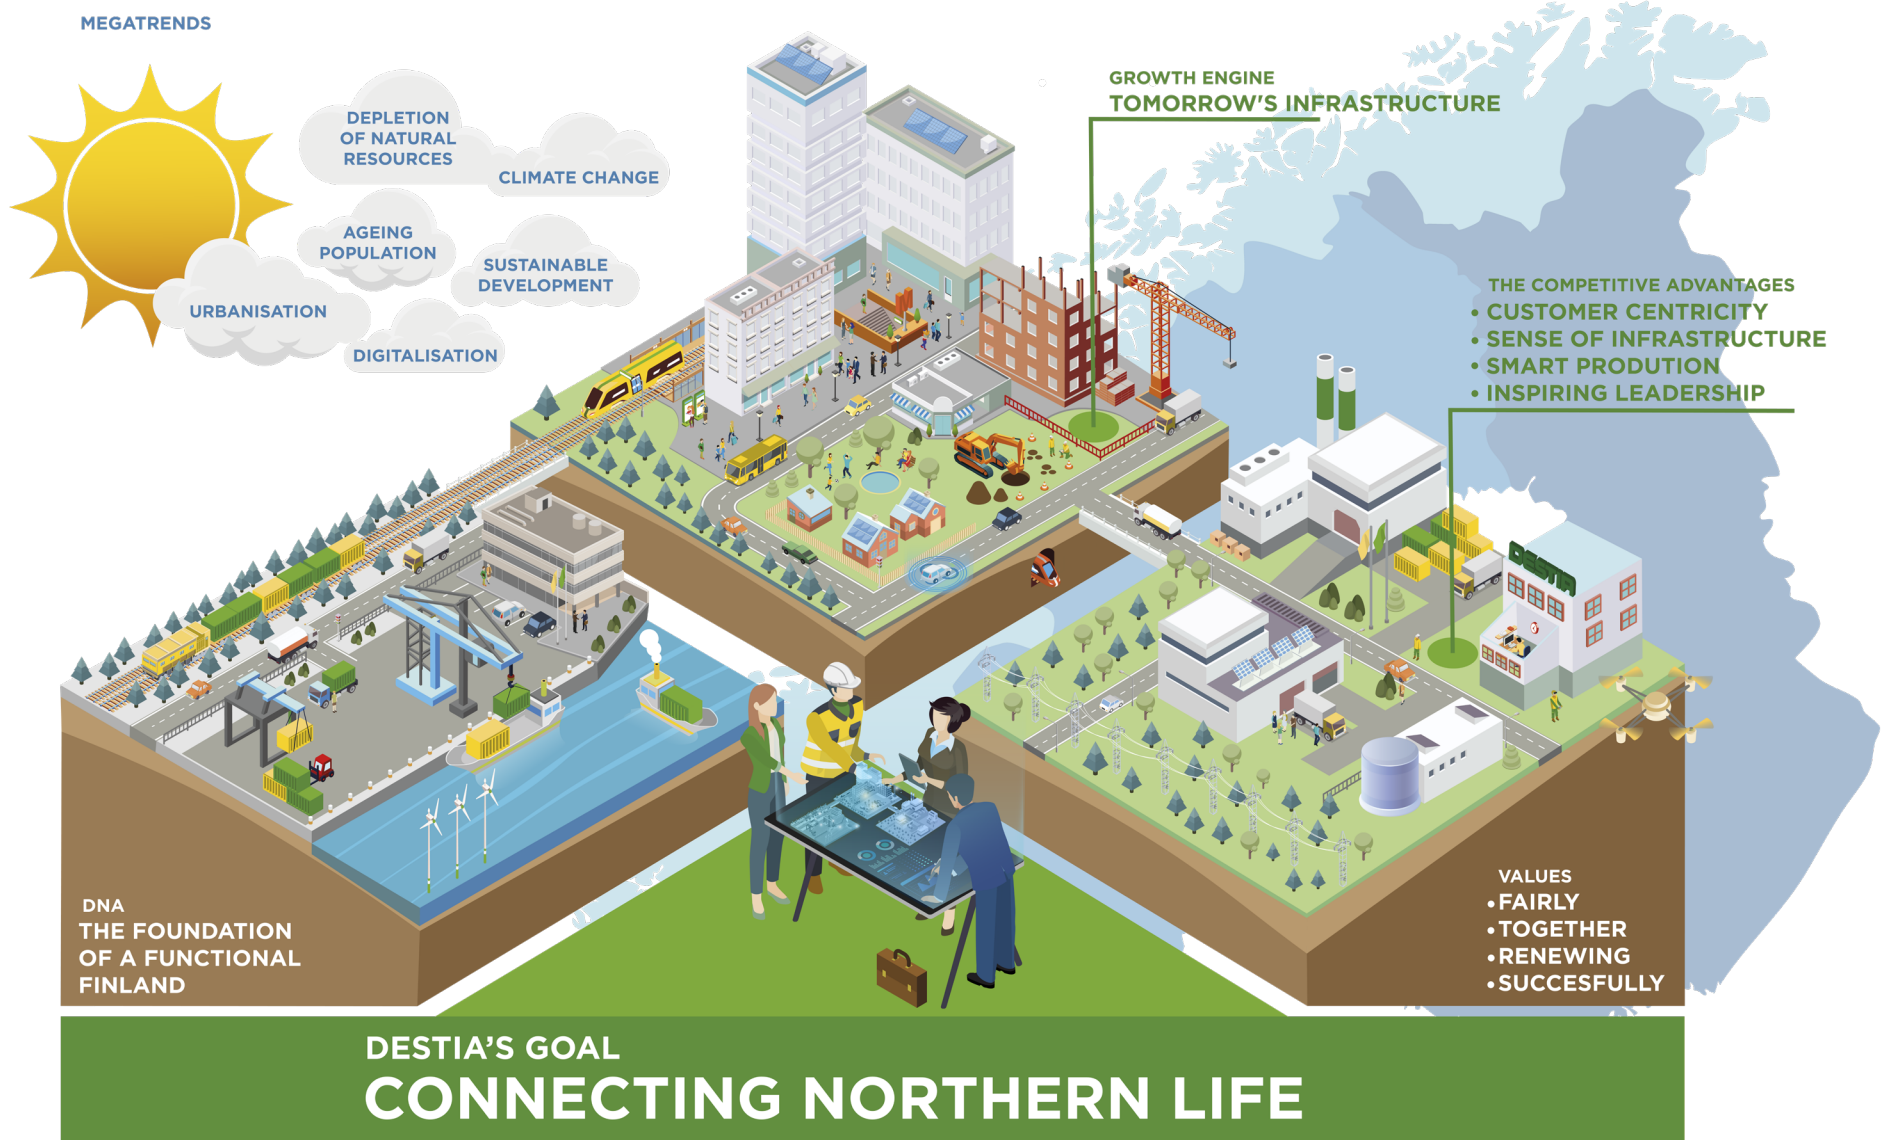 MEGATRENDS
DEPLETION
OF NATURAL
RESOURCES
CLIMATE CHANGE
AGEING
POPULATION
SUSTAINABLE
DEVELOPMENT
URBANISATION
DIGITALISATION
GROWTH ENGINE
TOMORROW'S INFRASTRUCTURE
THE COMPETITIVE ADVANTAGES
• CUSTOMER CENTRICITY
• SENSE OF INFRASTRUCTURE
• SMART PRODUTION
• INSPIRING LEADERSHIP
DESTIA
DNA
THE FOUNDATION
OF A FUNCTIONAL
FINLAND
VALUES
• FAIRLY
• TOGETHER
• RENEWING
• SUCCESFULLY
DESTIA'S GOAL
CONNECTING NORTHERN LIFE